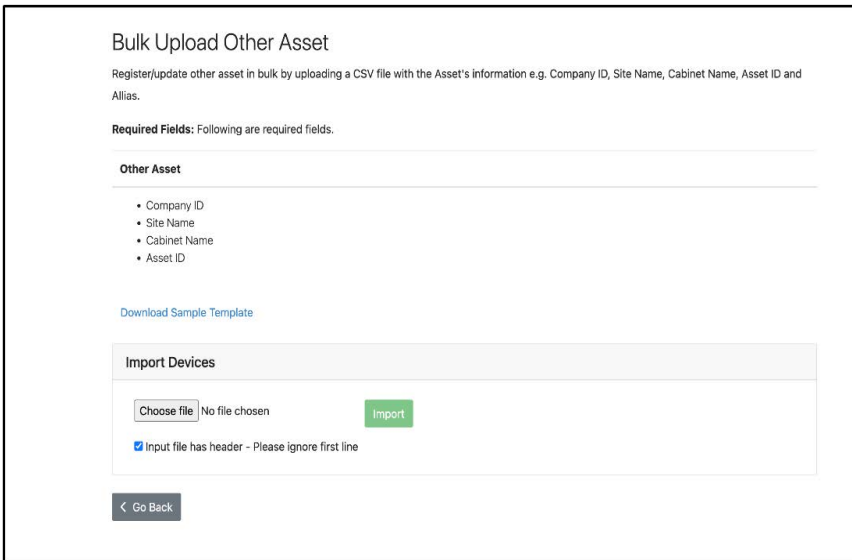 Bulk Upload Other Asset
Register/update other asset in bulk by uploading a CSV file with the Asset's information e.g. Company ID, Site Name, Cabinet Name, Asset ID and
Allias.
Required Fields: Following are required fields.
Other Asset
• Company ID
• Site Name
• Cabinet Name
• Asset ID
Download Sample Template
Import Devices
Choose file No file chosen Import
Input file has header - Please ignore first line
Go Back